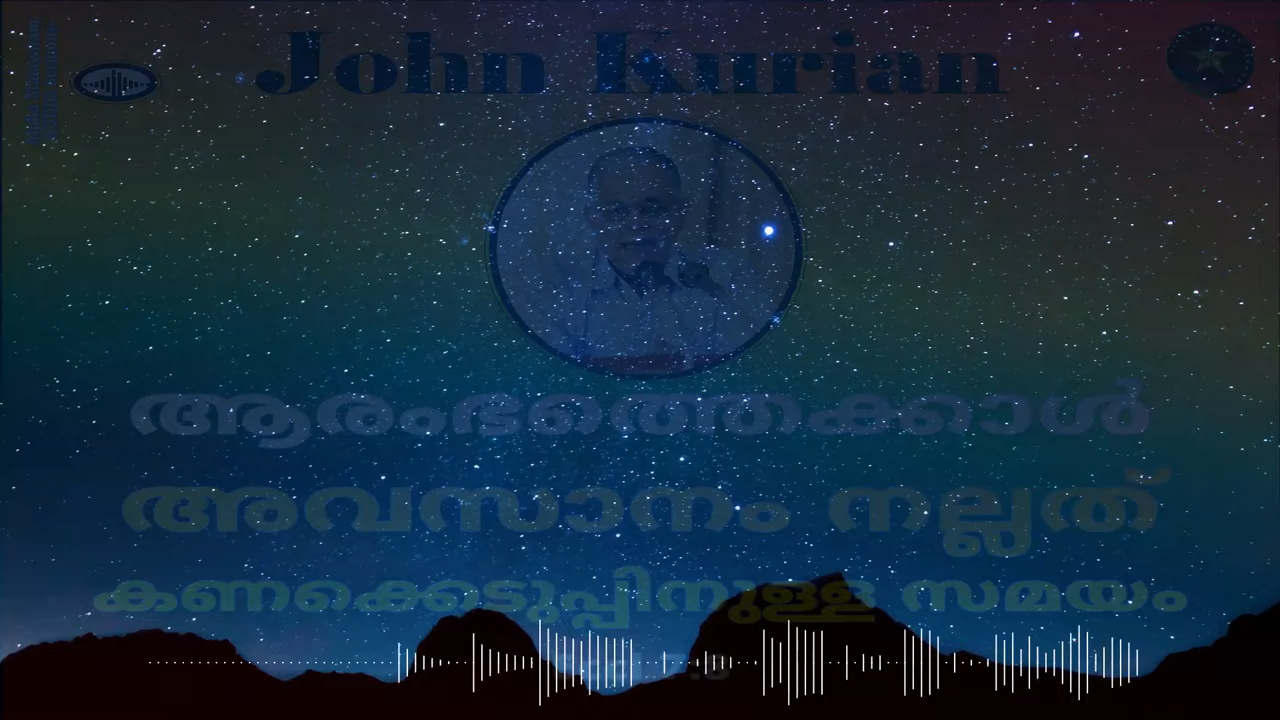 John Kurian
ആരംഭത്തെക്കാൾ
അവസാനം നല്ലത്
കണക്കെടുപ്പിനുള്ള സമയം